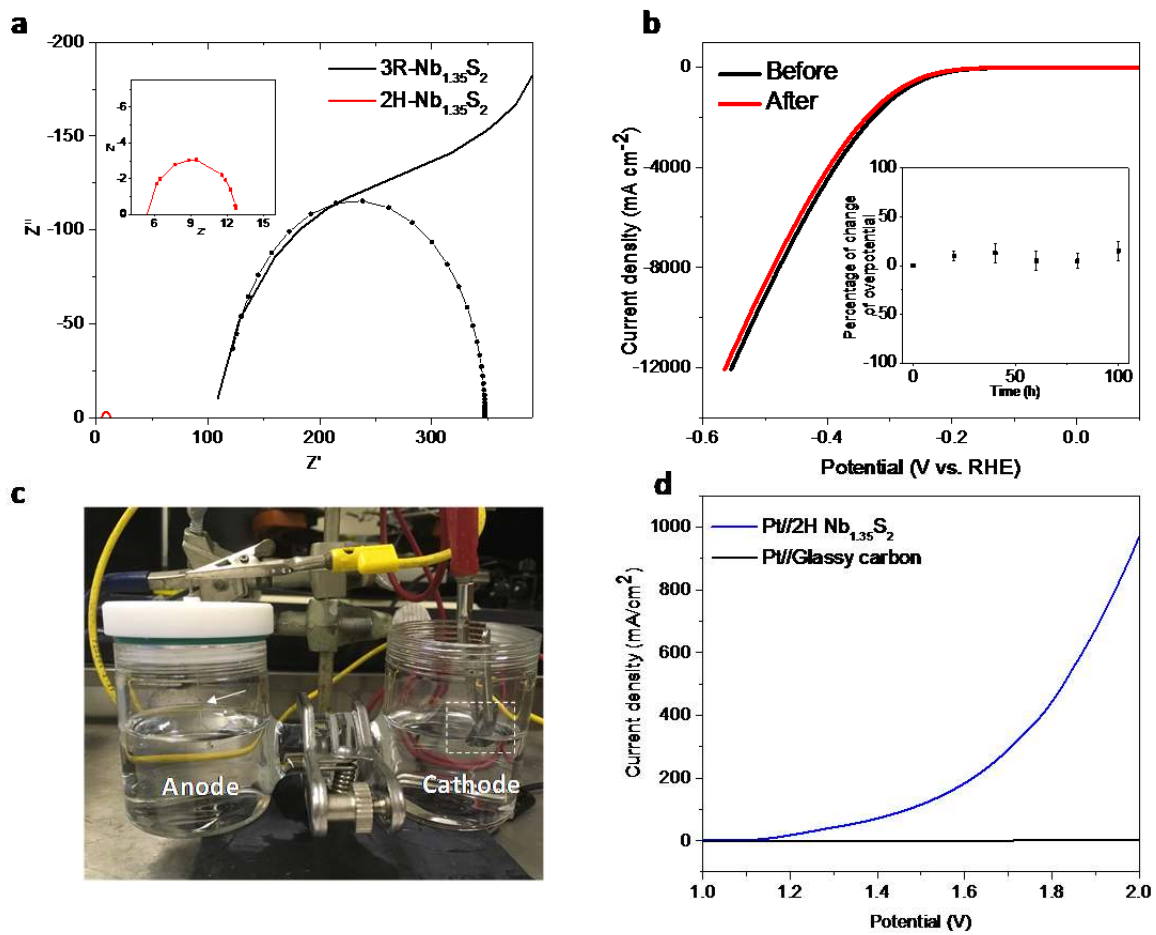 a
-200
-150
-100
-50
0
Z''
0
100
200
300
Z'
3R-Nb1.35S2
2H-Nb1.35S2
-6
-4
-2
0
Z'
6
9
12
15
Z'
b
0
-4000
-8000
-12000
Current density (mA cm-2)
-0.6
-0.4
-0.2
0.0
Potential (V vs. RHE)
Before
After
100
50
0
-50
-100
Percentage of change
of overpotential
0
50
100
Time (h)
c
Anode
Cathode
d
1000
800
600
400
200
0
Current density (mA/cm2)
1.0
1.2
1.4
1.6
1.8
2.0
Potential (V)
Pt//2H Nb1.35S2
Pt//Glassy carbon